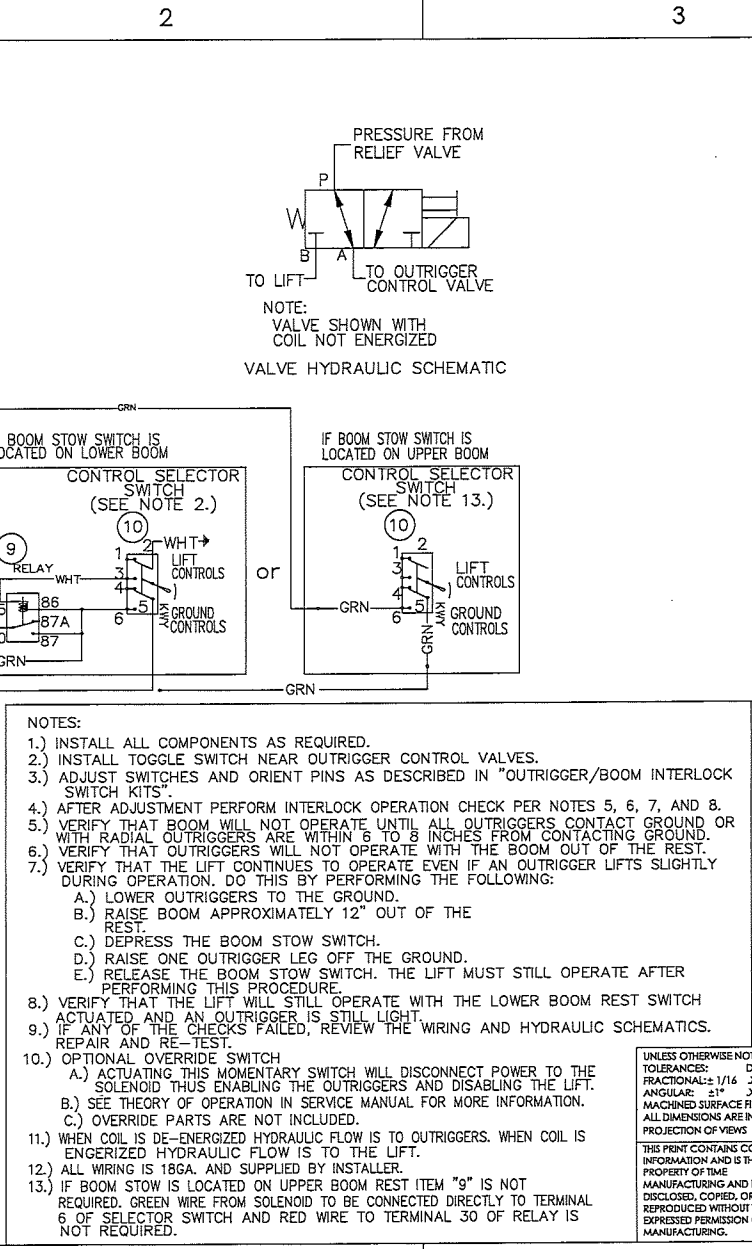 2
3
PRESSURE FROM
RELIEF VALVE
P
B
A
TO LIFT
TO OUTRIGGER
CONTROL VALVE
NOTE:
VALVE SHOWN WITH
COIL NOT ENERGIZED
VALVE HYDRAULIC SCHEMATIC
GRN
BOOM STOW SWITCH IS
OCATED ON LOWER BOOM
CONTROL SELECTOR
SWITCH
(SEE NOTE 2.)
10
1
2
WHT
LIFT
CONTROLS
9
RELAY
WHT
3
4
5
6
KWY
GROUND
CONTROLS
86
87A
87
GRN
or
IF BOOM STOW SWITCH IS
LOCATED ON UPPER BOOM
CONTROL SELECTOR
SWITCH
(SEE NOTE 13.)
10
1
2
3
4
5
6
LIFT
CONTROLS
KWY
GROUND
CONTROLS
GRN
GRN
GRN
NOTES:
1.) INSTALL ALL COMPONENTS AS REQUIRED.
2.) INSTALL TOGGLE SWITCH NEAR OUTRIGGER CONTROL VALVES.
3.) ADJUST SWITCHES AND ORIENT PINS AS DESCRIBED IN "OUTRIGGER/BOOM INTERLOCK
SWITCH KITS".
4.) AFTER ADJUSTMENT PERFORM INTERLOCK OPERATION CHECK PER NOTES 5, 6, 7, AND 8.
5.) VERIFY THAT BOOM WILL NOT OPERATE UNTIL ALL OUTRIGGERS CONTACT GROUND OR
WITH RADIAL OUTRIGGERS ARE WITHIN 6 TO 8 INCHES FROM CONTACTING GROUND.
6.) VERIFY THAT OUTRIGGERS WILL NOT OPERATE WITH THE BOOM OUT OF THE REST.
7.) VERIFY THAT THE LIFT CONTINUES TO OPERATE EVEN IF AN OUTRIGGER LIFTS SLIGHTLY
DURING OPERATION. DO THIS BY PERFORMING THE FOLLOWING:
A.) LOWER OUTRIGGERS TO THE GROUND.
B.) RAISE BOOM APPROXIMATELY 12" OUT OF THE
REST.
C.) DEPRESS THE BOOM STOW SWITCH.
D.) RAISE ONE OUTRIGGER LEG OFF THE GROUND.
E.) RELEASE THE BOOM STOW SWITCH. THE LIFT MUST STILL OPERATE AFTER
PERFORMING THIS PROCEDURE.
8.) VERIFY THAT THE LIFT WILL STILL OPERATE WITH THE LOWER BOOM REST SWITCH
ACTUATED AND AN OUTRIGGER IS STILL LIGHT.
9.) IF ANY OF THE CHECKS FAILED, REVIEW THE WIRING AND HYDRAULIC SCHEMATICS.
REPAIR AND RE-TEST.
10.) OPTIONAL OVERRIDE SWITCH
A.) ACTUATING THIS MOMENTARY SWITCH WILL DISCONNECT POWER TO THE
SOLENOID THUS ENABLING THE OUTRIGGERS AND DISABLING THE LIFT.
B.) SEE THEORY OF OPERATION IN SERVICE MANUAL FOR MORE INFORMATION.
C.) OVERRIDE PARTS ARE NOT INCLUDED.
11.) WHEN COIL IS DE-ENERGIZED HYDRAULIC FLOW IS TO OUTRIGGERS. WHEN COIL IS
ENGERIZED HYDRAULIC FLOW IS TO THE LIFT.
12.) ALL WIRING IS 18GA. AND SUPPLIED BY INSTALLER.
13.) IF BOOM STOW IS LOCATED ON UPPER BOOM REST ITEM "9" IS NOT
REQUIRED. GREEN WIRE FROM SOLENOID TO BE CONNECTED DIRECTLY TO TERMINAL
6 OF SELECTOR SWITCH AND RED WIRE TO TERMINAL 30 OF RELAY IS
NOT REQUIRED.
UNLESS OTHERWISE NOT
TOLERANCES: D
FRACTIONAL:± 1/16
ANGULAR: ±1°
MACHINED SURFACE FI
ALL DIMENSIONS ARE IN
PROJECTION OF VIEWS
THIS PRINT CONTAINS CO
INFORMATION AND IS TH
PROPERTY OF TIME
MANUFACTURING AND
DISCLOSED, COPIED, OR
REPRODUCED WITHOUT
EXPRESSED PERMISSION
MANUFACTURING.